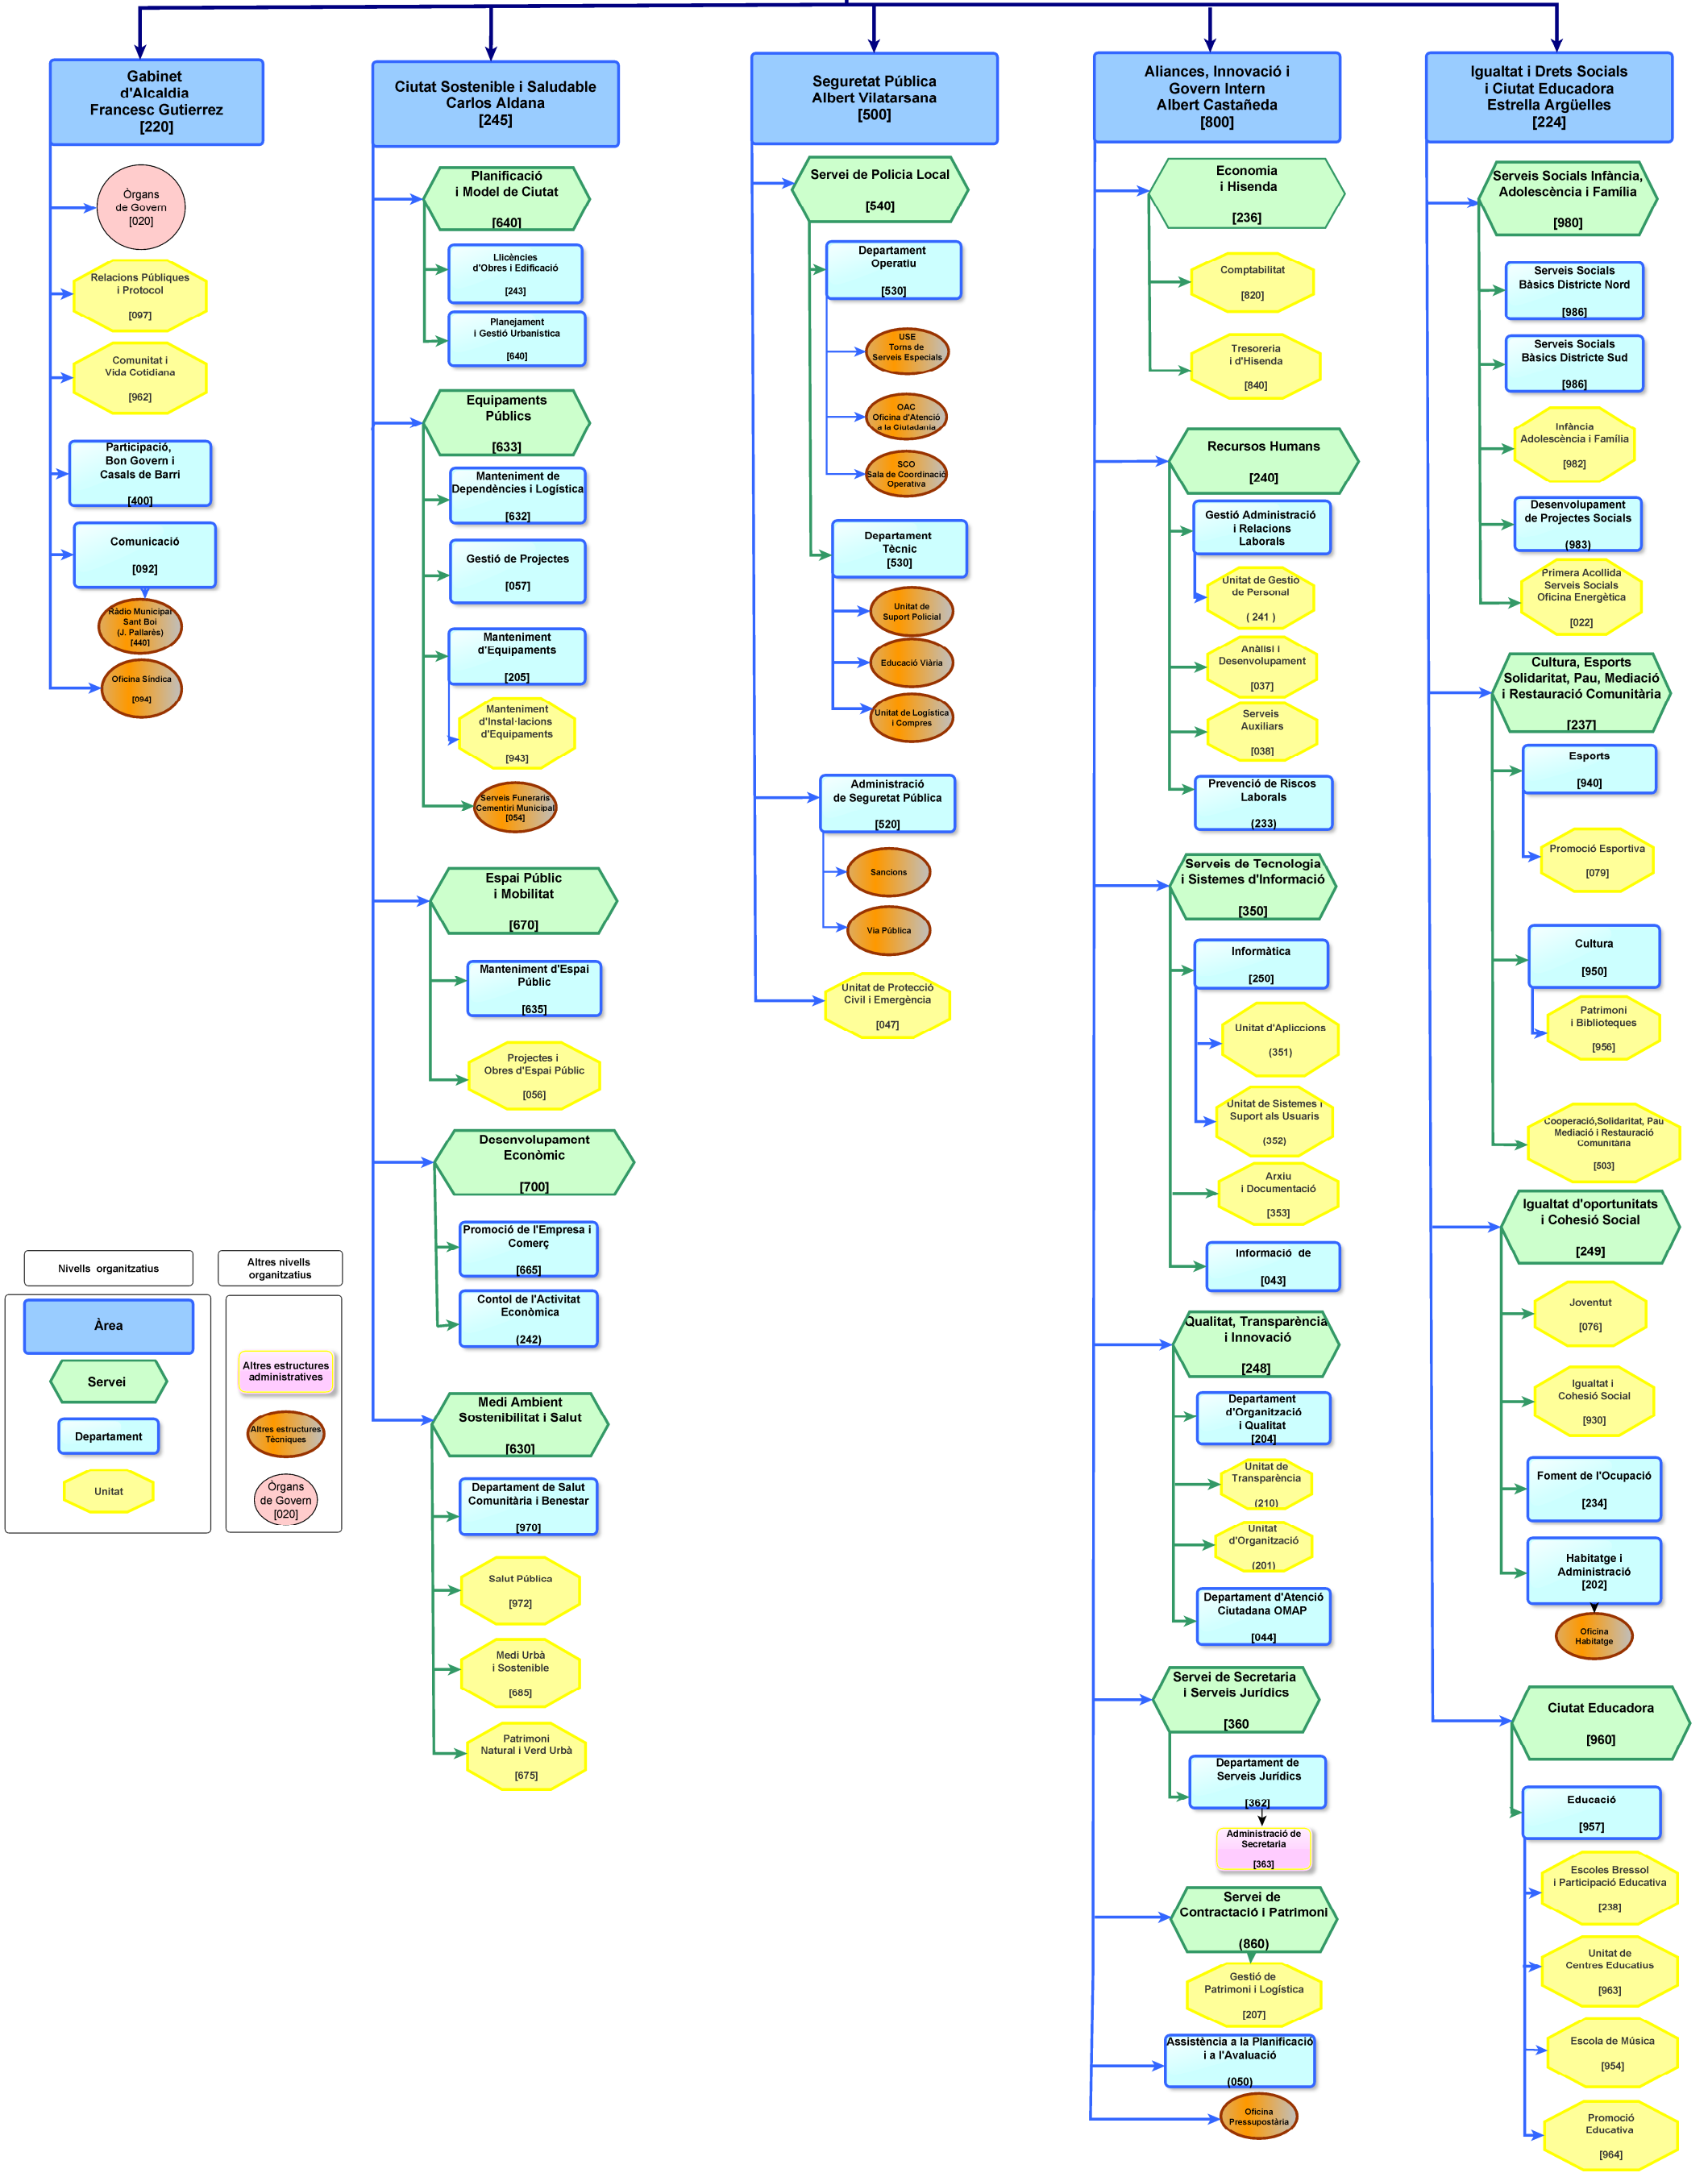 Gabinet
d'Alcaldia
Francesc Gutierrez
[220]
Òrgans
de Govern
[020]
Relacions Públiques
i Protocol
[097]
Comunitat i
Vida Cotidiana
[962]
Participació,
Bon Govern i
Casals de Barri
[400]
Comunicació
[092]
Ràdio Municipal
Sant Boi
(J. Pallarès)
[440]
Oficina Síndica
[094]
Ciutat Sostenible i Saludable
Carlos Aldana
[245]
Planificació
i Model de Ciutat
[640]
Llicències
d'Obres i Edificació
[243]
Planejament
i Gestió Urbanística
[640]
Equipaments
Públics
[633]
Manteniment de
Dependències i Logística
[632]
Gestió de Projectes
[057]
Manteniment
d'Equipaments
[205]
Manteniment
d'Instal·lacions
d'Equipaments
[943]
Serveis Funeraris
Cementiri Municipal
[054]
Espai Públic
i Mobilitat
[670]
Manteniment d'Espai
Públic
[635]
Projectes i
Obres d'Espai Públic
[056]
Desenvolupament
Econòmic
[700]
Promoció de l'Empresa i
Comerç
[665]
Contol de l'Activitat
Econòmica
(242)
Medi Ambient
Sostenibilitat i Salut
[630]
Departament de Salut
Comunitària i Benestar
[970]
Salut Pública
[972]
Medi Urbà
i Sostenible
[685]
Patrimoni
Natural i Verd Urbà
[675]
Seguretat Pública
Albert Vilatarsana
[500]
Servei de Policia Local
[540]
Departament
Operatiu
[530]
USE
Torns de
Serveis Especials
OAC
Oficina d'Atenció
a la Ciutadania
SCO
Sala de Coordinació
Operativa
Departament
Tècnic
[530]
Unitat de
Suport Policial
Educació Viària
Unitat de Logística
i Compres
Administració
de Seguretat Pública
[520]
Sancions
Via Pública
Unitat de Protecció
Civil i Emergència
[047]
Aliances, Innovació i
Govern Intern
Albert Castañeda
[800]
Economia
i Hisenda
[236]
Comptabilitat
[820]
Tresoreria
i d'Hisenda
[840]
Recursos Humans
[240]
Gestió Administració
i Relacions
Laborals
Unitat de Gestio
de Personal
( 241 )
Anàlisi i
Desenvolupament
[037]
Serveis
Auxiliars
[038]
Prevenció de Riscos
Laborals
(233)
Serveis de Tecnologia
i Sistemes d'Informació
[350]
Informàtica
[250]
Unitat d'Apliccions
(351)
Unitat de Sistemes i
Suport als Usuaris
(352)
Arxiu
i Documentació
[353]
Informació de
[043]
Qualitat, Transparència
i Innovació
[248]
Departament
d'Organització
i Qualitat
[204]
Unitat de
Transparència
(210)
Unitat
d'Organització
(201)
Departament d'Atenció
Ciutadana OMAP
[044]
Servei de Secretaria
i Serveis Jurídics
[360
Departament de
Serveis Jurídics
[362]
Administració de
Secretaria
[363]
Servei de
Contractació i Patrimoni
(860)
Gestió de
Patrimoni i Logística
[207]
Assistència a la Planificació
i a l'Avaluació
(050)
Oficina
Pressupostària
Igualtat i Drets Socials
i Ciutat Educadora
Estrella Argüelles
[224]
Serveis Socials Infància,
Adolescència i Família
[980]
Serveis Socials
Bàsics Districte Nord
[986]
Serveis Socials
Bàsics Districte Sud
[986]
Infància
Adolescència i Família
[982]
Desenvolupament
de Projectes Socials
(983)
Primera Acollida
Serveis Socials
Oficina Energètica
[022]
Cultura, Esports
Solidaritat, Pau, Mediació
i Restauració Comunitària
[237]
Esports
[940]
Promoció Esportiva
[079]
Cultura
[950]
Patrimoni
i Biblioteques
[956]
Cooperació,Solidaritat, Pau
Mediació i Restauració
Comunitària
[503]
Igualtat d'oportunitats
i Cohesió Social
[249]
Joventut
[076]
Igualtat i
Cohesió Social
[930]
Foment de l'Ocupació
[234]
Habitatge i
Administració
[202]
Oficina
Habitatge
Ciutat Educadora
[960]
Educació
[957]
Escoles Bressol
i Participació Educativa
[238]
Unitat de
Centres Educatius
[963]
Escola de Música
[954]
Promoció
Educativa
[964]
Nivells organitzatius
Àrea
Servei
Departament
Unitat
Altres nivells
organitzatius
Altres estructures
administratives
Altres estructures
Tècniques
Òrgans
de Govern
[020]